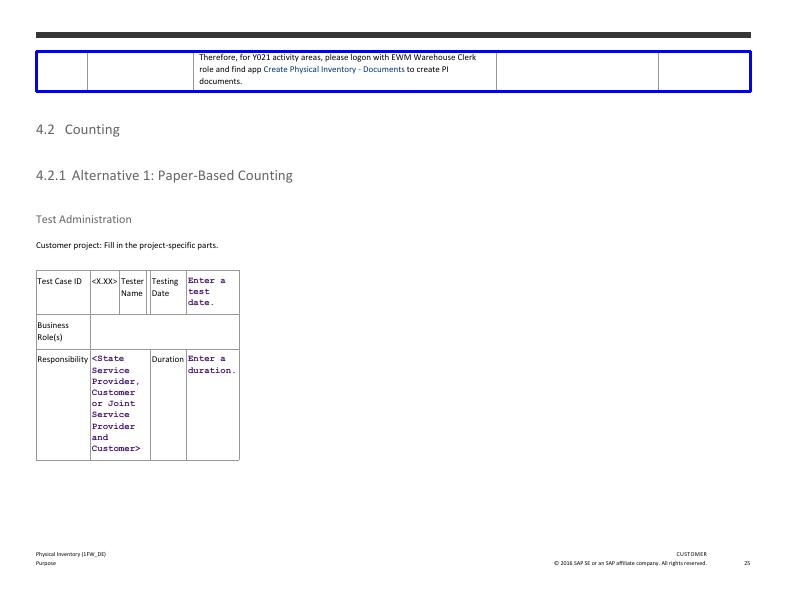 Therefore, for Y021 activity areas, please logon with EWM Warehouse Clerk
role and find app Create Physical Inventory - Documents to create PI
documents.
4.2 Counting
4.2.1 Alternative 1: Paper-Based Counting
Test Administration
Customer project: Fill in the project-specific parts.
Test Case ID <X.XX> Tester Testing Enter a
Name Date test
date.
Business
Role(s)
Responsibility <State Duration Enter a
Service duration.
Provider,
Customer
or Joint
Service
Provider
and
Customer>
Physical Inventory (1FW_DE) CUSTOMER
Purpose © 2016 SAP SE or an SAP affiliate company. All rights reserved. 25